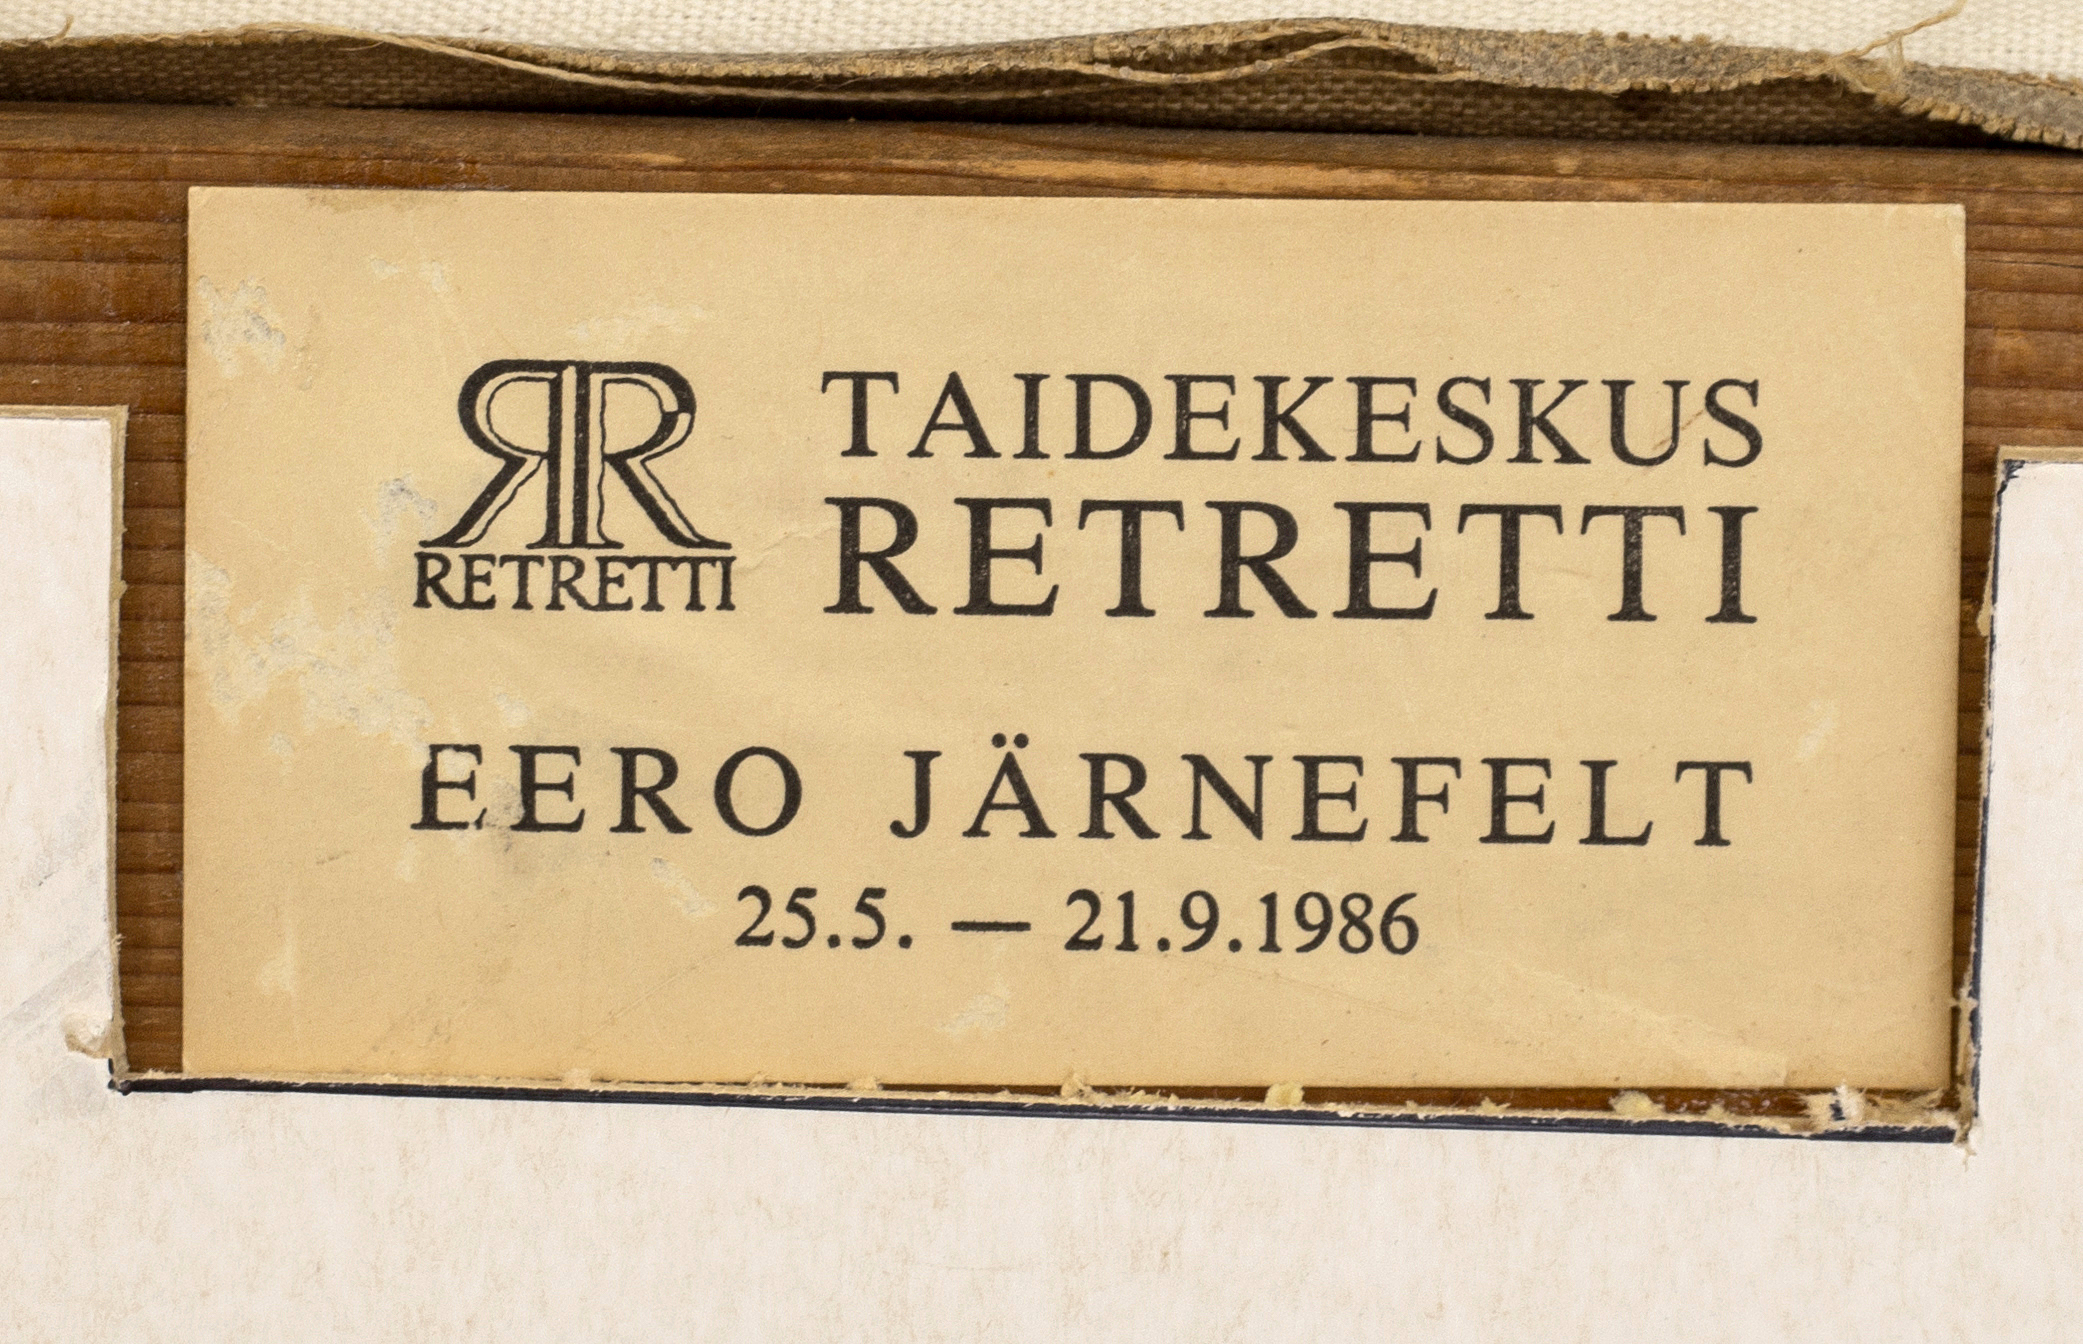 RR
RETRETTI
TAIDEKESKUS
RETRETTI
EERO JÄRNEFELT
25.5. — 21.9.1986